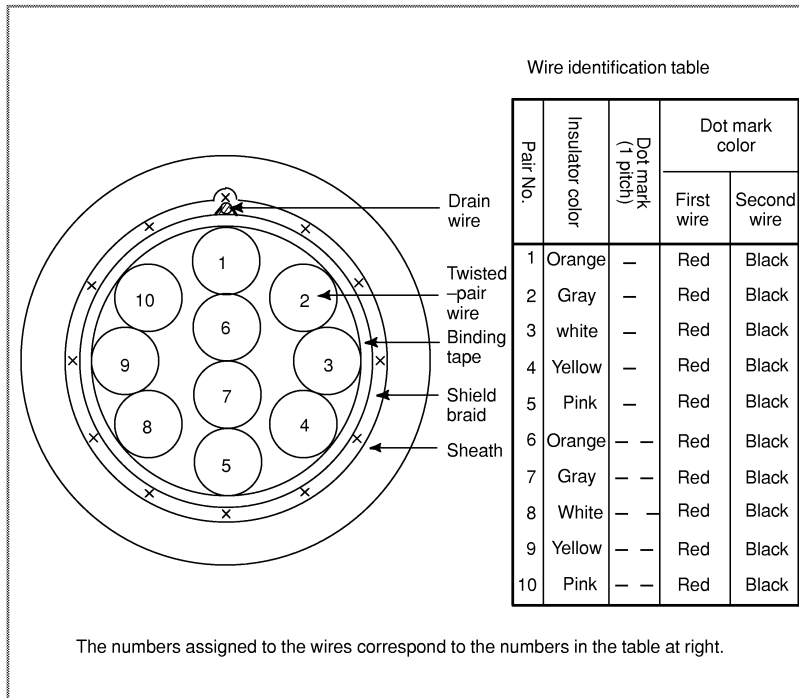 Wire identification table
Pair No.
Insulator color
Dot mark
(1 pitch)
Dot mark
color
First
wire
Second
wire
1 Orange – Red Black
2 Gray – Red Black
3 white – Red Black
4 Yellow – Red Black
5 Pink – Red Black
6 Orange – – Red Black
7 Gray – – Red Black
8 White – – Red Black
9 Yellow – – Red Black
10 Pink – – Red Black
Drain
wire
Twisted
–pair
wire
Binding
tape
Shield
braid
Sheath
1
10
2
6
9
3
7
8
4
5
The numbers assigned to the wires correspond to the numbers in the table at right.